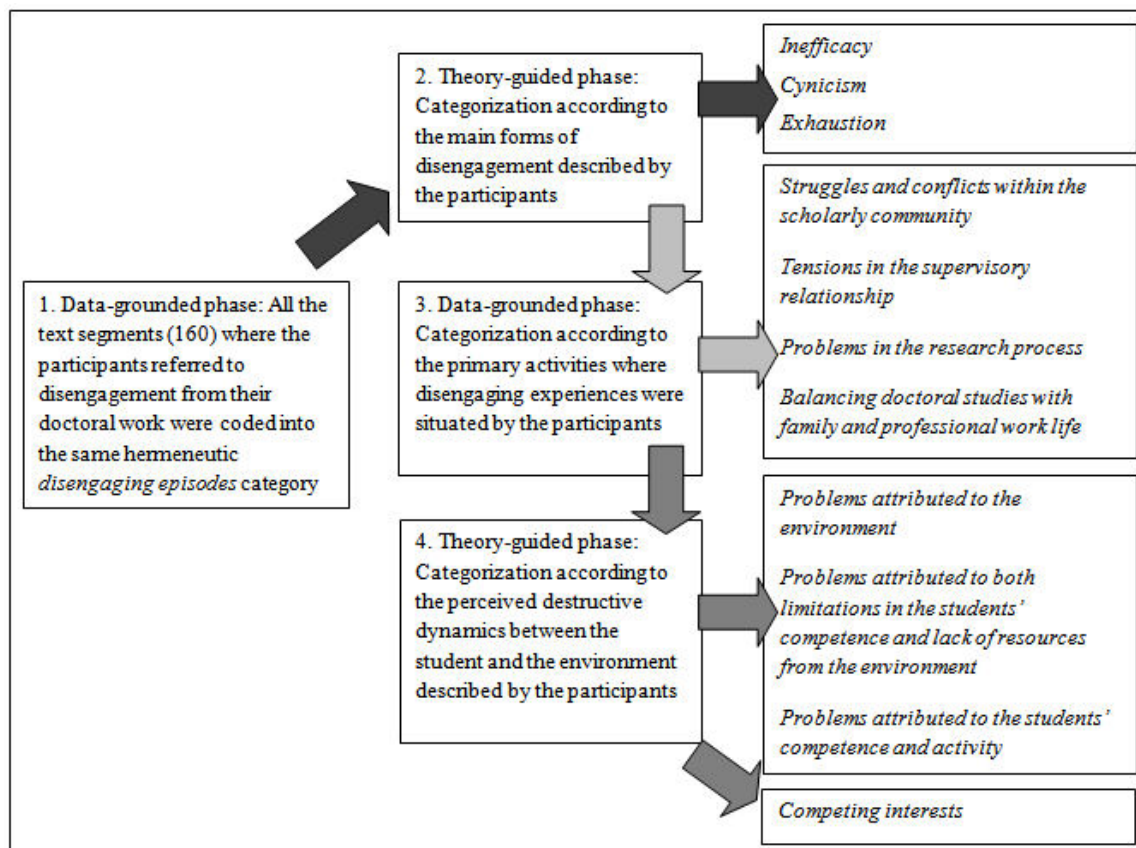 1. Data-grounded phase: All the
text segments (160) where the
participants referred to
disengagement from their
doctoral work were coded into
the same hermeneutic
disengaging episodes category
2. Theory-guided phase:
Categorization according to
the main forms of
disengagement described by
the participants
Inefficacy
Cynicism
Exhaustion
3. Data-grounded phase:
Categorization according to
the primary activities where
disengaging experiences were
situated by the participants
Struggles and conflicts within the
scholarly community
Tensions in the supervisory
relationship
Problems in the research process
Balancing doctoral studies with
family and professional work life
4. Theory-guided phase:
Categorization according to
the perceived destructive
dynamics between the
student and the environment
described by the participants
Problems attributed to the
environment
Problems attributed to both
limitations in the students'
competence and lack of resources
from the environment
Problems attributed to the students'
competence and activity
Competing interests